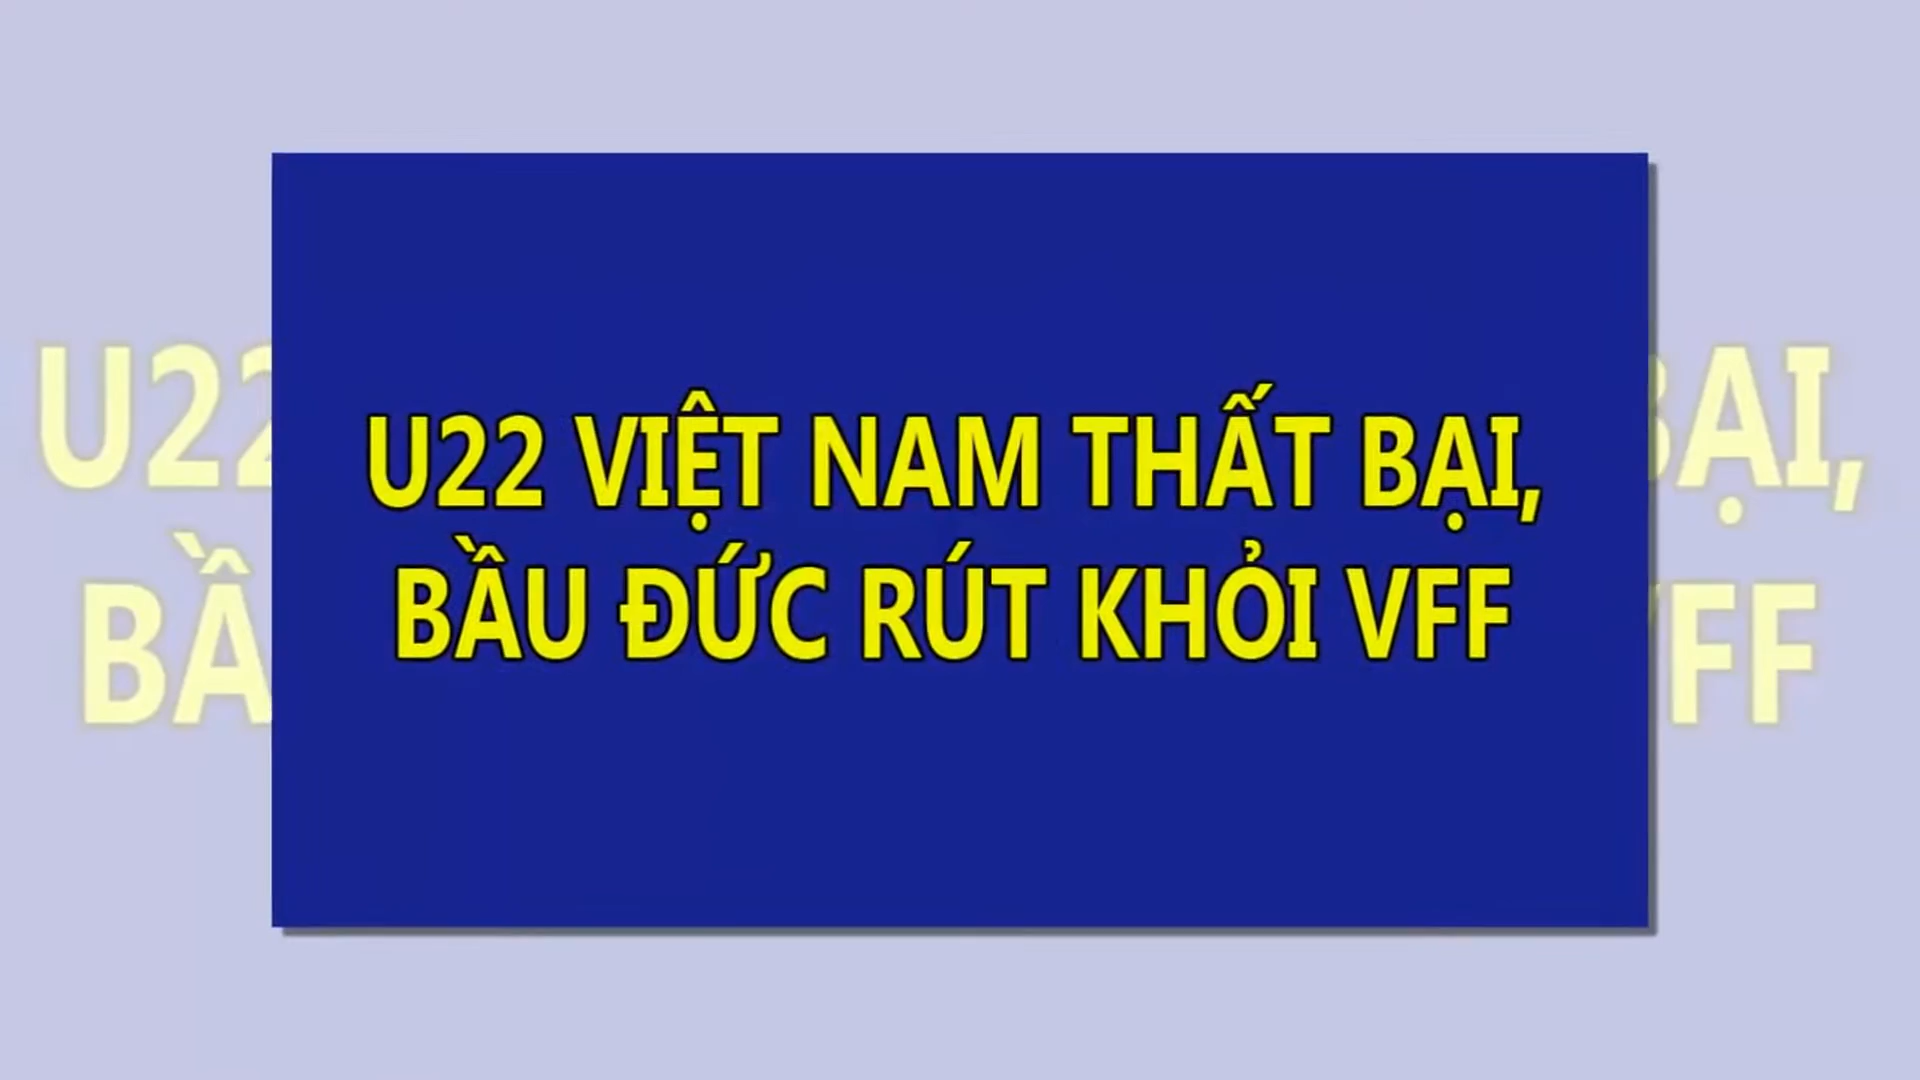 U22 VIỆT NAM THẤT BẠI,
BẦU ĐỨC RÚT KHỎI VFF